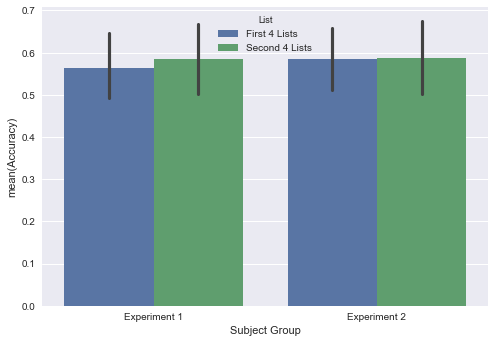 List
First 4 Lists
Second 4 Lists
0.7
0.6
0.5
0.4
0.3
0.2
0.1
0.0
mean(Accuracy)
Experiment 1
Experiment 2
Subject Group